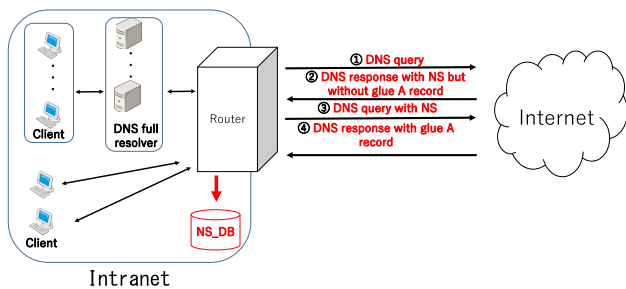 ① DNS query
② DNS response with NS but
without glue A record
③ DNS query with NS
④ DNS response with glue A
record
Client
DNS full
resolver
Router
Internet
Client
NS_DB
Intranet